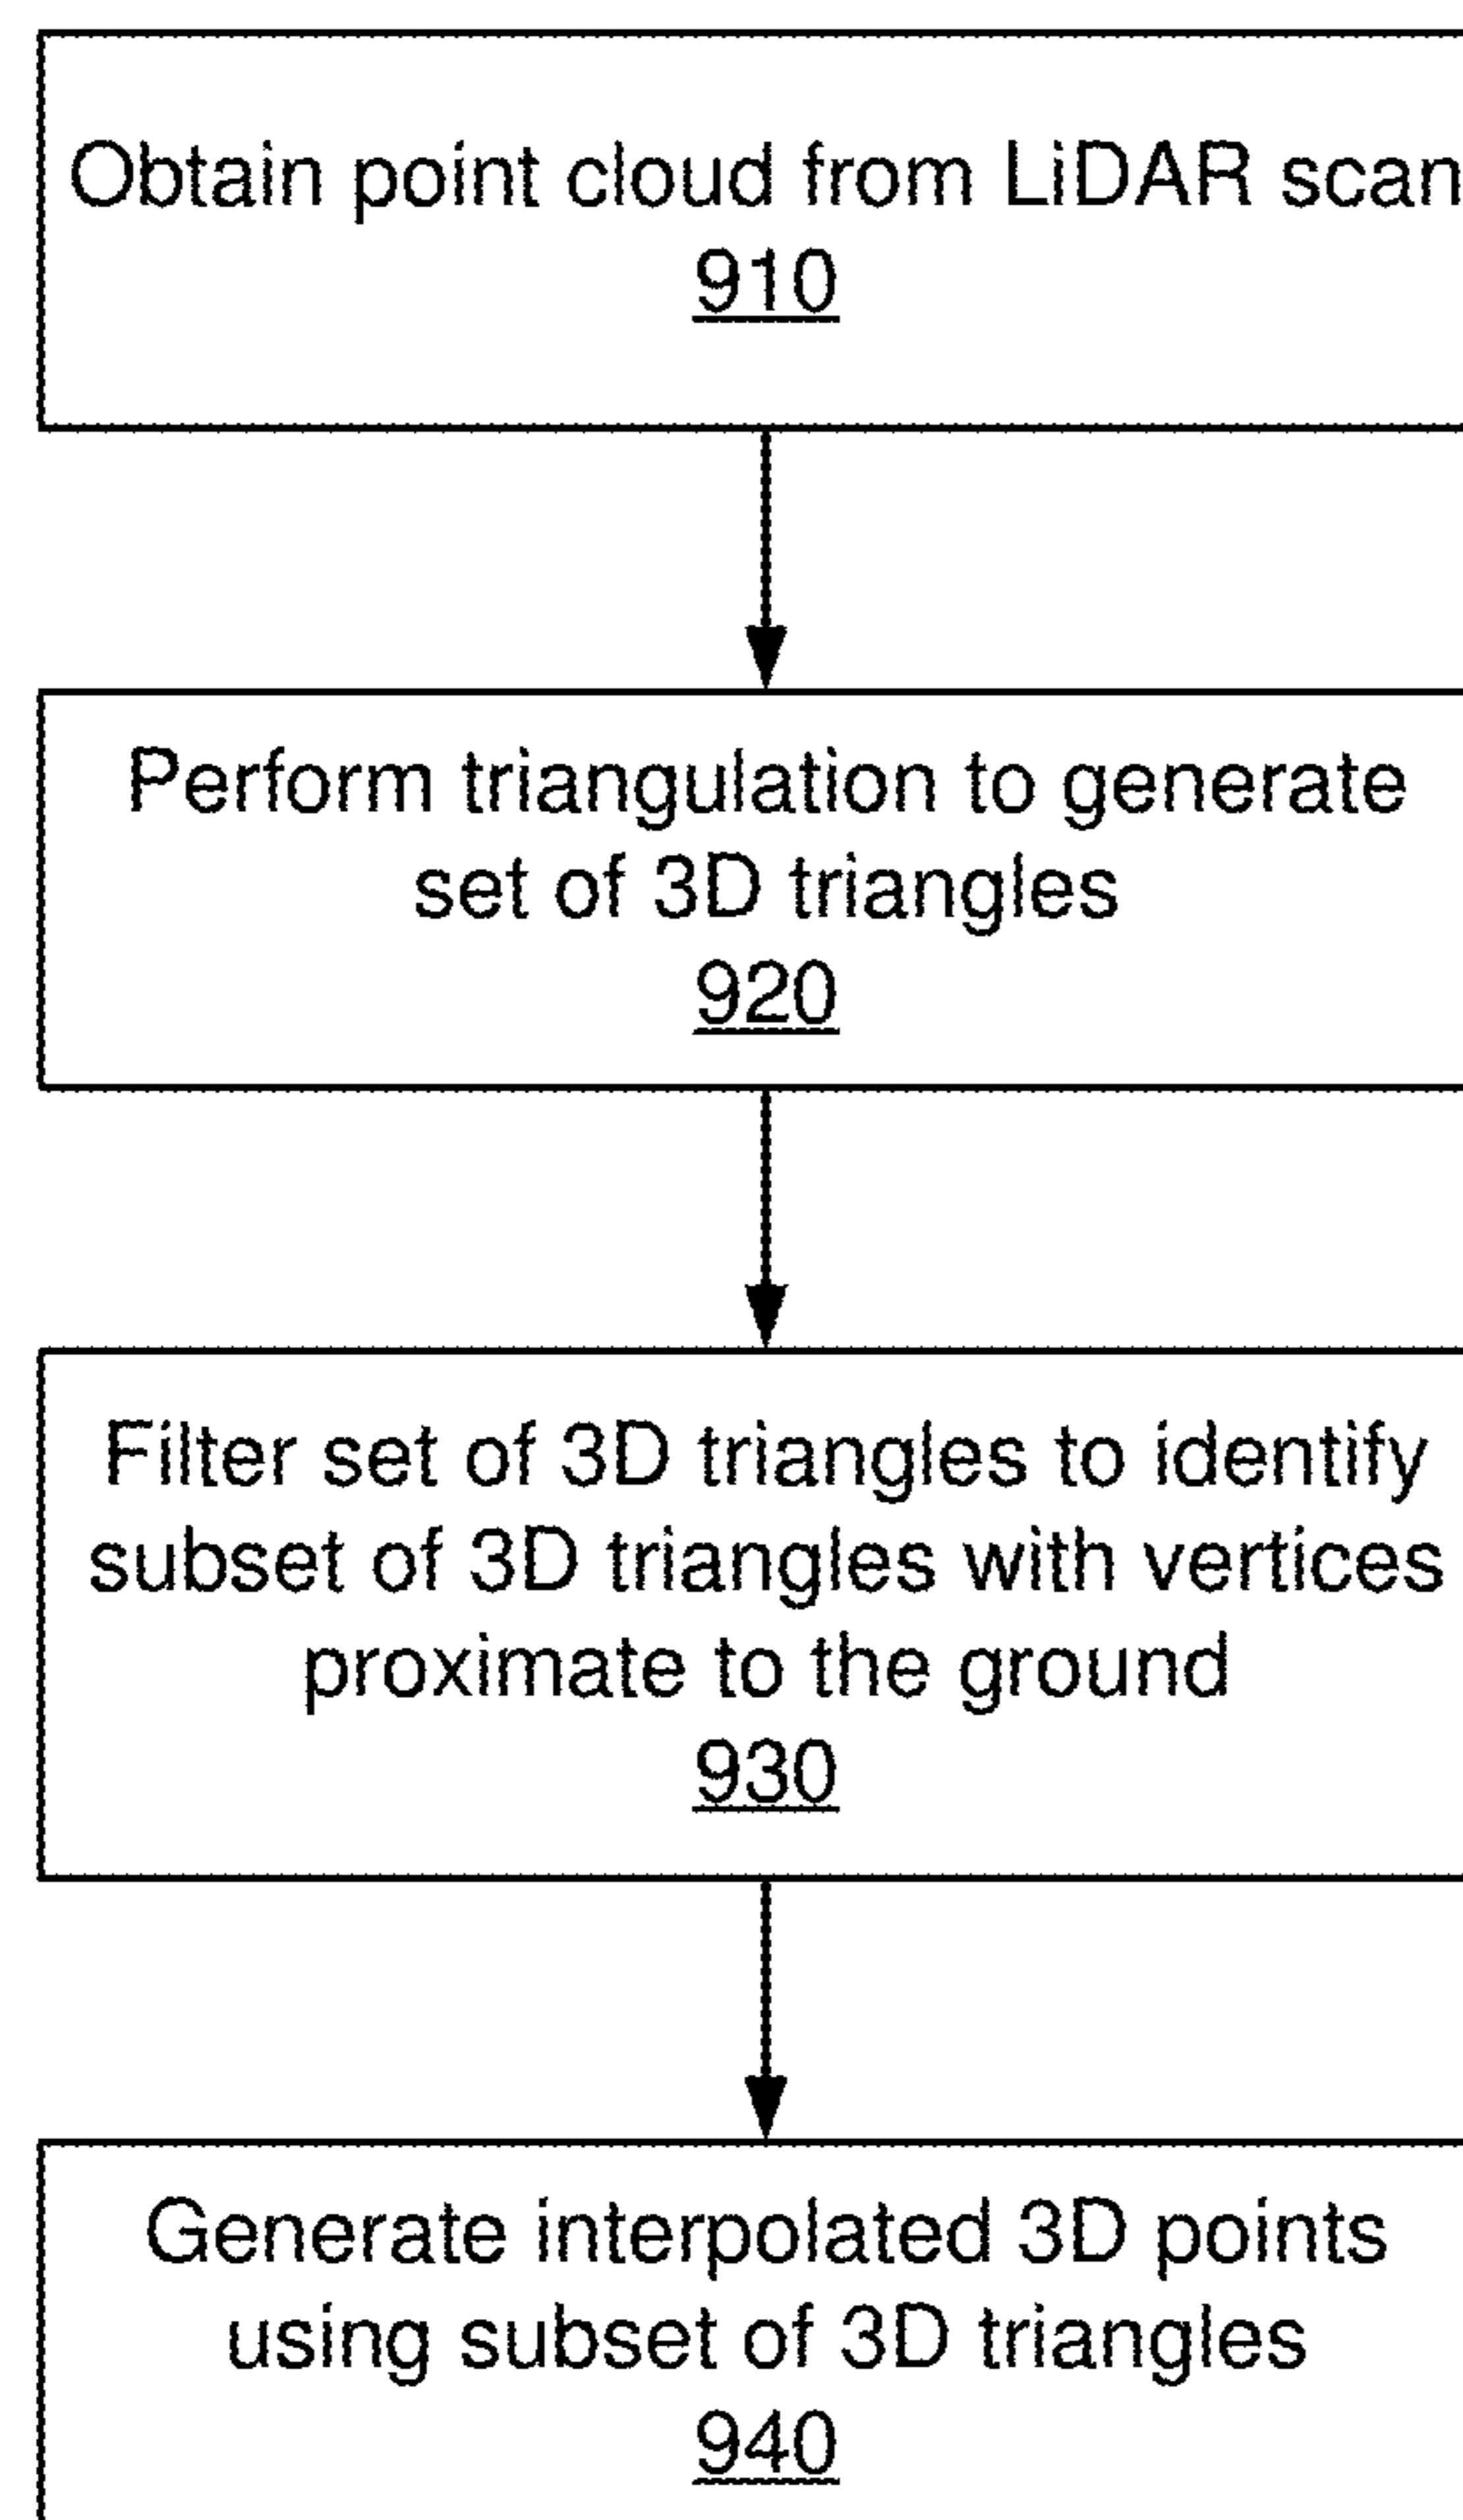 Obtain point cloud from LiDAR scan
910
Perform triangulation to generate
set of 3D triangles
920
Filter set of 3D triangles to identify
subset of 3D triangles with vertices
proximate to the ground
930
Generate interpolated 3D points
using subset of 3D triangles
940